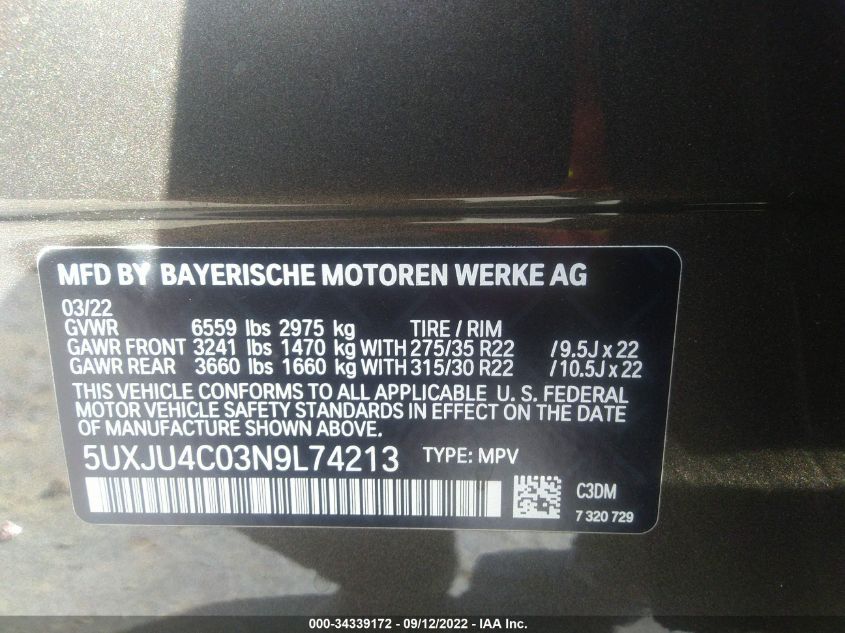 MFD BY BAYERISCHE MOTOREN WERKE AG
03/22
GVWR 6559 lbs 2975 kg TIRE / RIM
GAWR FRONT 3241 lbs 1470 kg WITH 275/35 R22 / 9.5J x 22
GAWR REAR 3660 lbs 1660 kg WITH 315/30 R22 / 10.5J x 22
THIS VEHICLE CONFORMS TO ALL APPLICABLE U. S. FEDERAL
MOTOR VEHICLE SAFETY STANDARDS IN EFFECT ON THE DATE
OF MANUFACTURE SHOWN ABOVE.
5UXJU4C03N9L74213 TYPE: MPV
C3DM
7 320 729
000-34339172 - 09/12/2022 - IAA Inc.